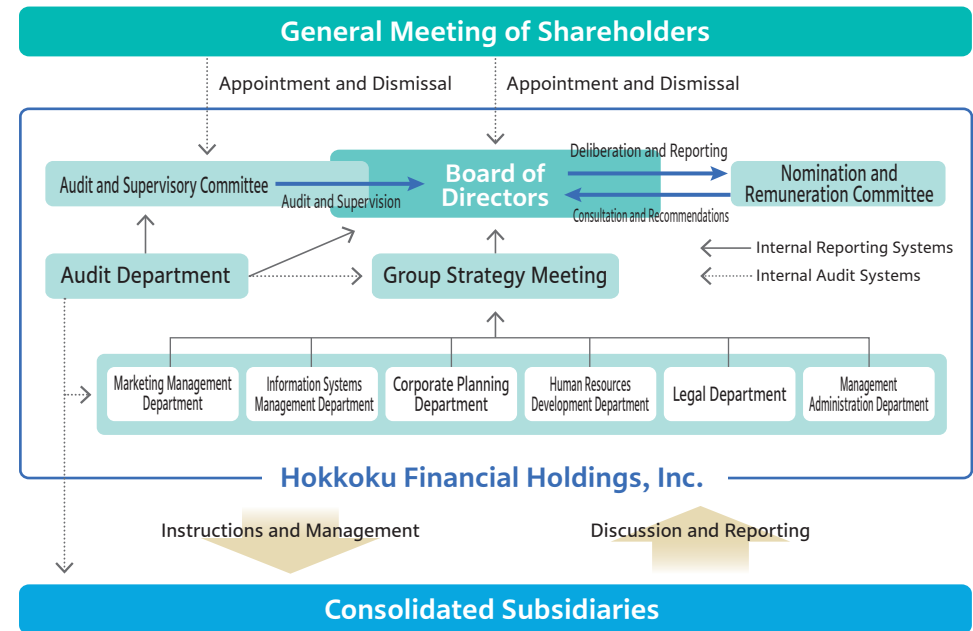 General Meeting of Shareholders
Appointment and Dismissal
Appointment and Dismissal
Audit and Supervisory Committee
Audit and Supervision
Board of
Directors
Deliberation and Reporting
Consultation and Recommendations
Nomination and
Remuneration Committee
Internal Reporting Systems
Internal Audit Systems
Audit Department
Group Strategy Meeting
Marketing Management
Department
Information Systems
Management Department
Corporate Planning
Department
Human Resources
Development Department
Legal Department
Management
Administration Department
Hokkoku Financial Holdings, Inc.
Instructions and Management
Discussion and Reporting
Consolidated Subsidiaries